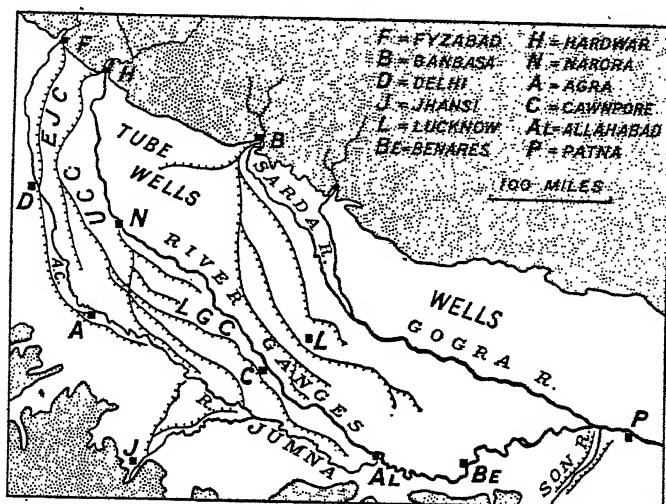 F = FYZABAD H = HARDWAR
B = BANBASA N = NARORA
D = DELHI A = AGRA
J = JHANSI C = CAWNPORE
L = LUCKNOW AL = ALLAHABAD
BE = BENARES P = PATNA
100 MILES
F
H
B
EJC
TUBE
WELLS
SARDA R.
UCC
D
N
RIVER
GANGES
WELLS
GOGRA R.
AC
LGC
A
L
C
R.
JUMNA
J
AL
BE
P
SON R.